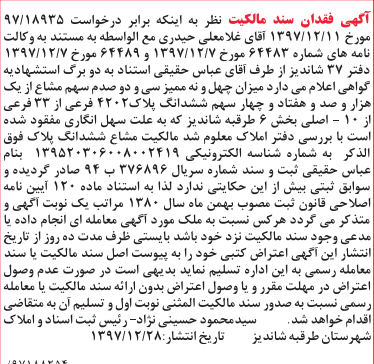 آگهی فقدان سند مالکیت نظر به اینکه برابر درخواست ۹۷/۱۸۹۳۵
مورخ ۱۳۹۷/۱۲/۱۱ آقای غلامعلی حیدری مع الواسطه به مستند به وکالت
نامه های شماره ۶۴۴۸۳ مورخ ۱۳۹۷/۱۲/۷ و ۶۴۴۸۹ مورخ ۱۳۹۷/۱۲/۷
دفتر ۳۷ شاندیز از طرف آقای عباس حقیقی استناد به دو برگ استشهادیه
گواهی اعلام می دارد میزان چهل و نه ممیز سی و دو صدم سهم مشاع از یک
هزار و صد و هفتاد و چهار سهم ششدانگ پلاک۴۲۰۲ فرعی از ۳۳ فرعی
از ۱۰ - اصلی بخش ۶ طرقبه شاندیز که به علت سهل انگاری مفقود شده
است با بررسی دفتر املاک معلوم شد مالکیت مشاع ششدانگ پلاک فوق
الذکر به شماره شناسه الکترونیکی ۱۳۹۵۲۰۳۰۶۰۰۸۰۰۲۴۱۹ بنام
عباس حقیقی ثبت و سند شماره سریال ۳۷۶۸۹۶ ب ۹۴ صادر گردیده و
سوابق ثبتی بیش از این حکایتی ندارد لذا به استناد ماده ۱۲۰ آیین نامه
اصلاحی قانون ثبت مصوب بهمن ماه سال ۱۳۸۰ مراتب یک نوبت آگهی و
متذکر می گردد هرکس نسبت به ملک مورد آگهی معامله ای انجام داده یا
مدعی وجود سند مالکیت نزد خود باشد بایستی ظرف مدت ده روز از تاریخ
انتشار این آگهی اعتراض کتبی خود را به پیوست اصل سند مالکیت یا سند
معامله رسمی به این اداره تسلیم نماید بدیهی است در صورت عدم وصول
اعتراض در مهلت مقرر و یا وصول اعتراض بدون ارائه سند مالکیت یا معامله
رسمی نسبت به صدور سند مالکیت المثنی نوبت اول و تسلیم آن به متقاضی
اقدام خواهد شد. سیدمحمود حسینی نژاد- رئیس ثبت اسناد و املاک
شهرستان طرقبه شاندیز تاریخ انتشار:۱۳۹۷/۱۲/۲۸